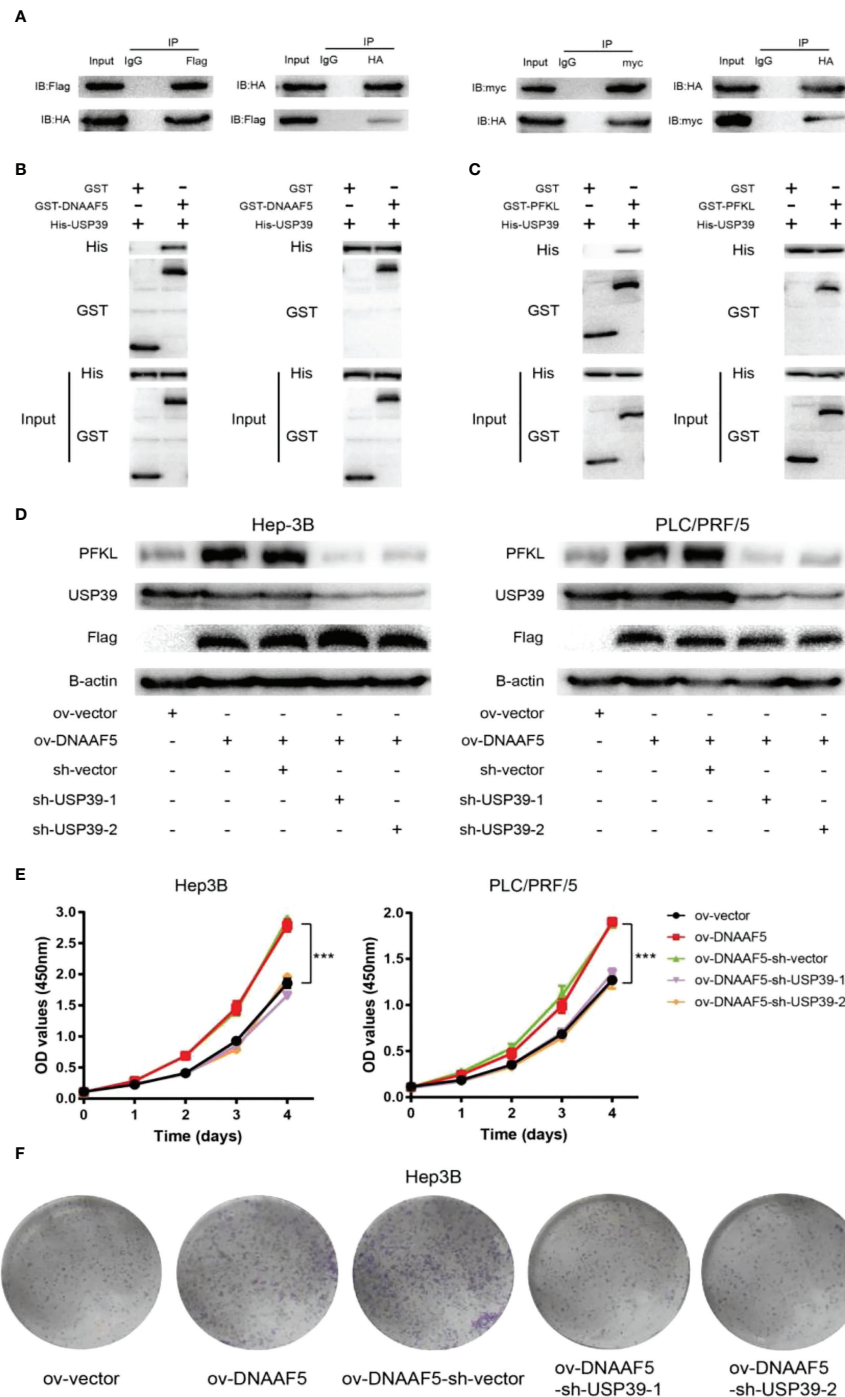 A
IP
Input IgG Flag
IB:Flag
IB:HA
IP
Input IgG HA
IB:HA
IB:Flag
IP
Input IgG myc
IB:myc
IB:HA
IP
Input IgG HA
IB:HA
IB:myc
B
GST + -
GST-DNAAF5 - +
His-USP39 + +
His
GST
His
Input
GST
GST + -
GST-DNAAF5 - +
His-USP39 + +
His
GST
His
Input
GST
C
GST + -
GST-PFKL - +
His-USP39 + +
His
GST
His
Input
GST
GST + -
GST-PFKL - +
His-USP39 + +
His
GST
His
Input
GST
D
Hep-3B
PFKL
USP39
Flag
B-actin
ov-vector + - - - -
ov-DNAAF5 - + + + +
sh-vector - - + - -
sh-USP39-1 - - - + -
sh-USP39-2 - - - - +
PLC/PRF/5
PFKL
USP39
Flag
B-actin
ov-vector + - - - -
ov-DNAAF5 - + + + +
sh-vector - - + - -
sh-USP39-1 - - - + -
sh-USP39-2 - - - - +
E
Hep3B
OD values (450nm)
3.0
2.5
2.0
1.5
1.0
0.5
0.0
0 1 2 3 4
Time (days)
***
PLC/PRF/5
OD values (450nm)
2.0
1.5
1.0
0.5
0.0
0 1 2 3 4
Time (days)
***
ov-vector
ov-DNAAF5
ov-DNAAF5-sh-vector
ov-DNAAF5-sh-USP39-1
ov-DNAAF5-sh-USP39-2
F
Hep3B
ov-vector
ov-DNAAF5
ov-DNAAF5-sh-vector
ov-DNAAF5
-sh-USP39-1
ov-DNAAF5
-sh-USP39-2